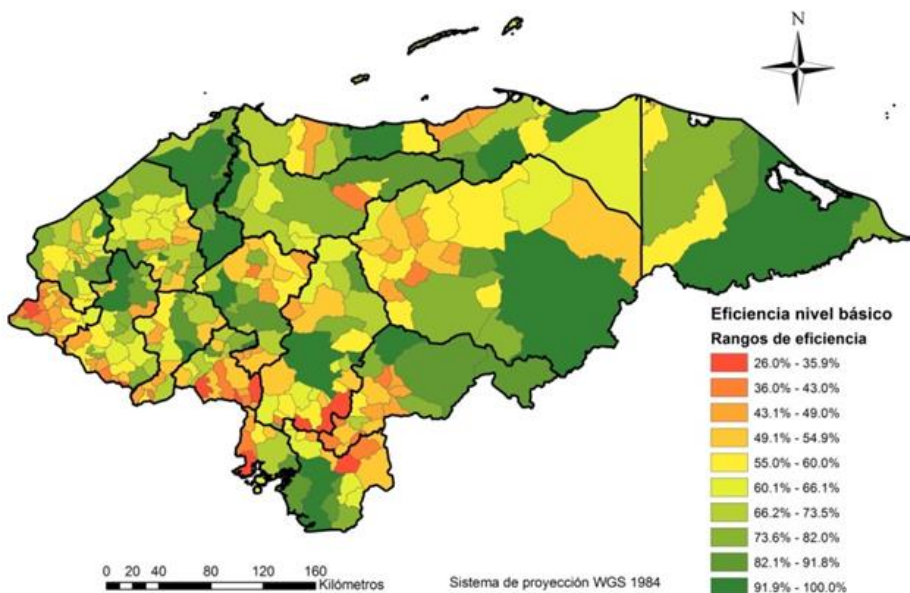 N
Eficiencia nivel básico
Rangos de eficiencia
26.0% - 35.9%
36.0% - 43.0%
43.1% - 49.0%
49.1% - 54.9%
55.0% - 60.0%
60.1% - 66.1%
66.2% - 73.5%
73.6% - 82.0%
82.1% - 91.8%
91.9% - 100.0%
0 20 40 80 120 160
Kilómetros
Sistema de proyección WGS 1984